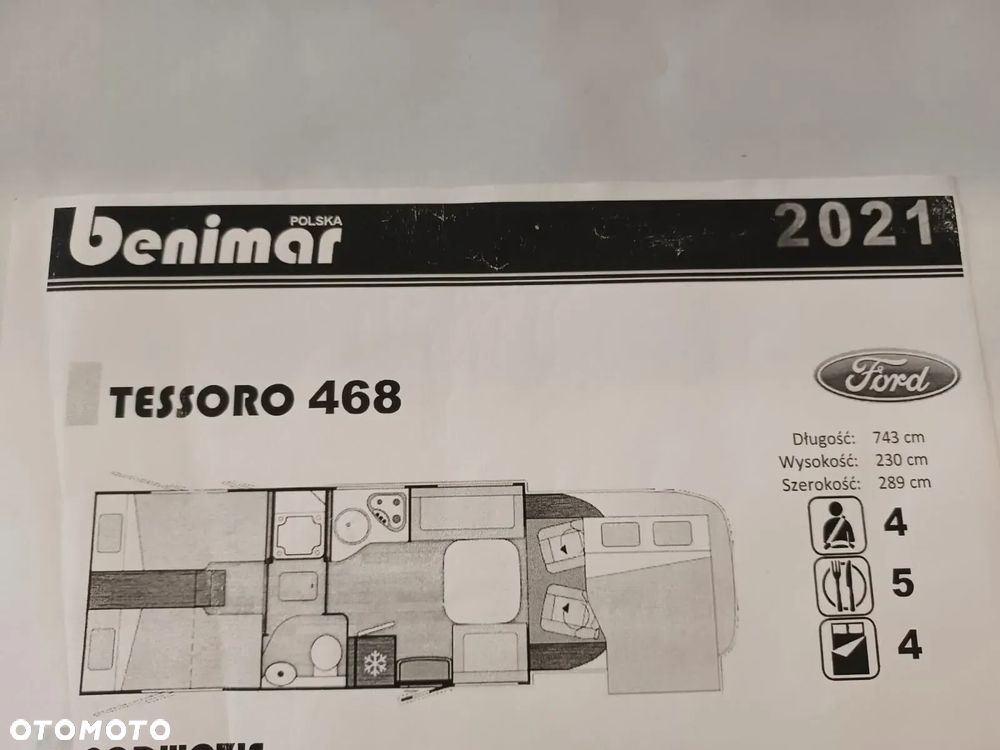 benimar POLSKA
2021
TESSORO 468
Ford
Długość: 743 cm
Wysokość: 230 cm
Szerokość: 289 cm
4
5
4
OTOMOTO